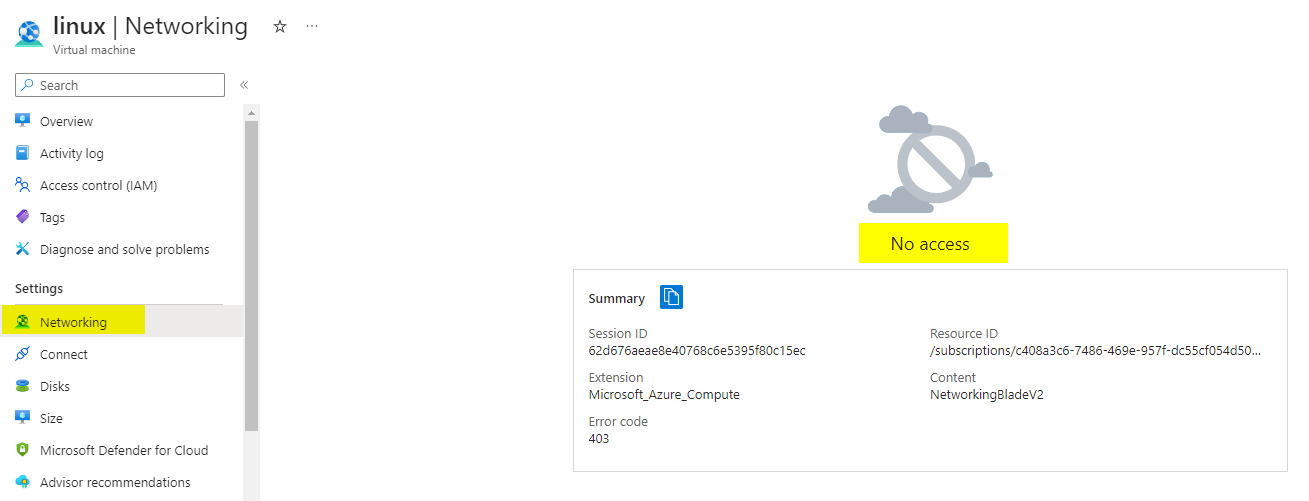 linux | Networking
Virtual machine
Search
Overview
Activity log
Access control (IAM)
Tags
Diagnose and solve problems
Settings
Networking
Connect
Disks
Size
Microsoft Defender for Cloud
Advisor recommendations
No access
Summary
Session ID
62d676aeae8e40768c6e5395f80c15ec
Resource ID
/subscriptions/c408a3c6-7486-469e-957f-dc55cf054d50...
Extension
Microsoft_Azure_Compute
Content
NetworkingBladeV2
Error code
403